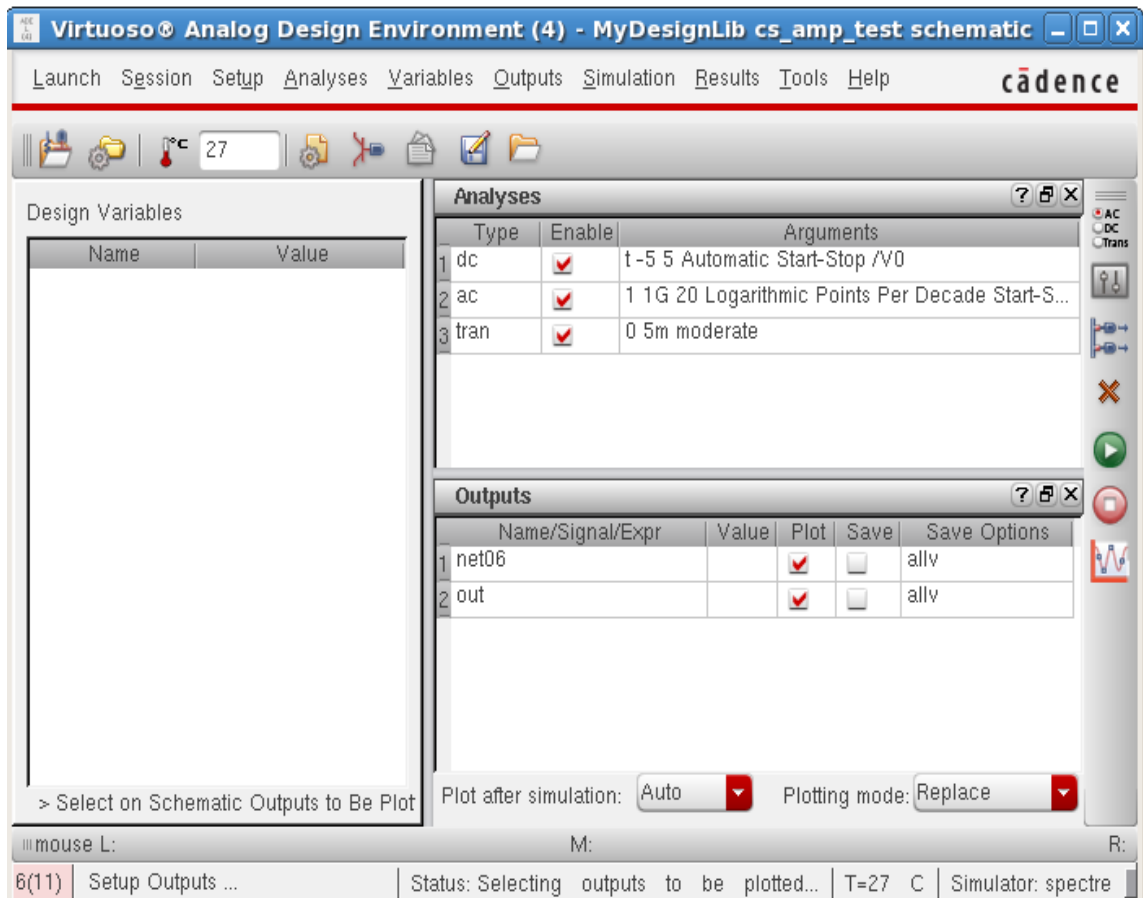 Virtuoso® Analog Design Environment (4) - MyDesignLib cs_amp_test schematic
Launch Session Setup Analyses Variables Outputs Simulation Results Tools Help cādence
°C 27
Design Variables
Name Value
> Select on Schematic Outputs to Be Plot
Analyses ?
Type Enable Arguments
1 dc t -5 5 Automatic Start-Stop /V0
2 ac 1 1G 20 Logarithmic Points Per Decade Start-S...
3 tran 0 5m moderate
AC
DC
Trans
Outputs ?
Name/Signal/Expr Value Plot Save Save Options
1 net06 allv
2 out allv
Plot after simulation: Auto Plotting mode: Replace
mouse L: M: R:
6(11) Setup Outputs ... Status: Selecting outputs to be plotted... T=27 C Simulator: spectre